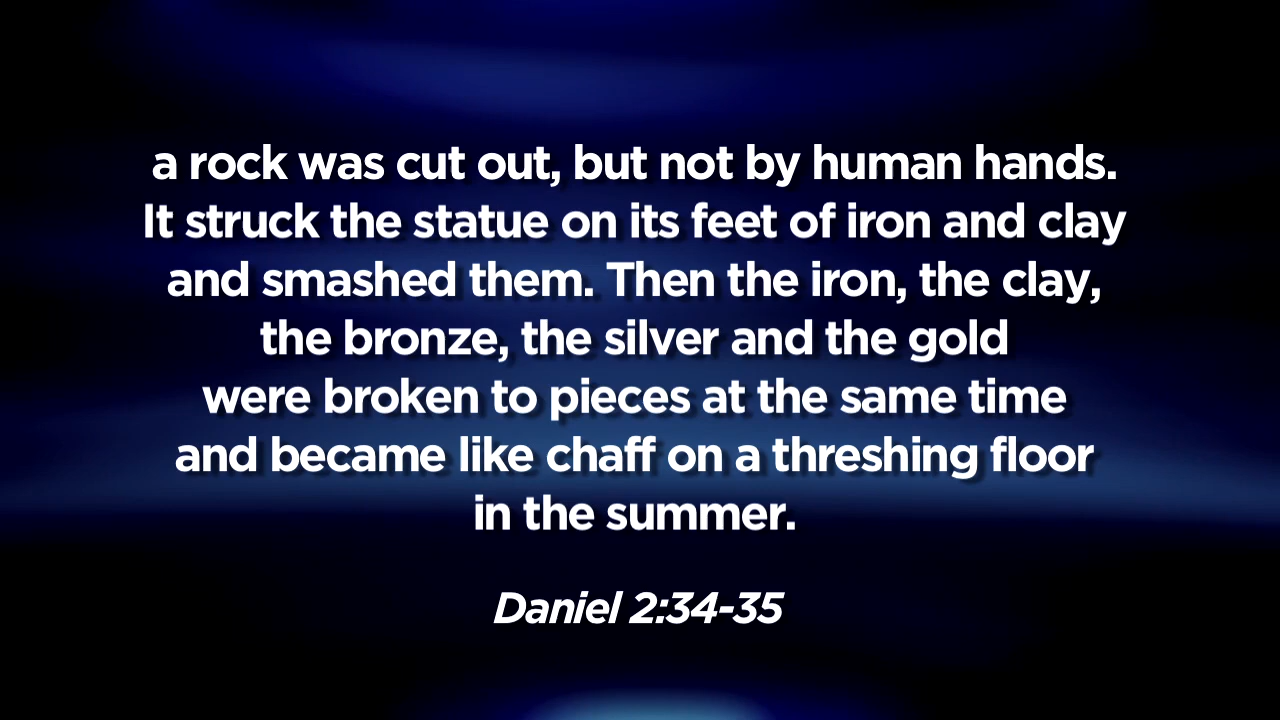 a rock was cut out, but not by human hands.
It struck the statue on its feet of iron and clay
and smashed them. Then the iron, the clay,
the bronze, the silver and the gold
were broken to pieces at the same time
and became like chaff on a threshing floor
in the summer.
Daniel 2:34-35